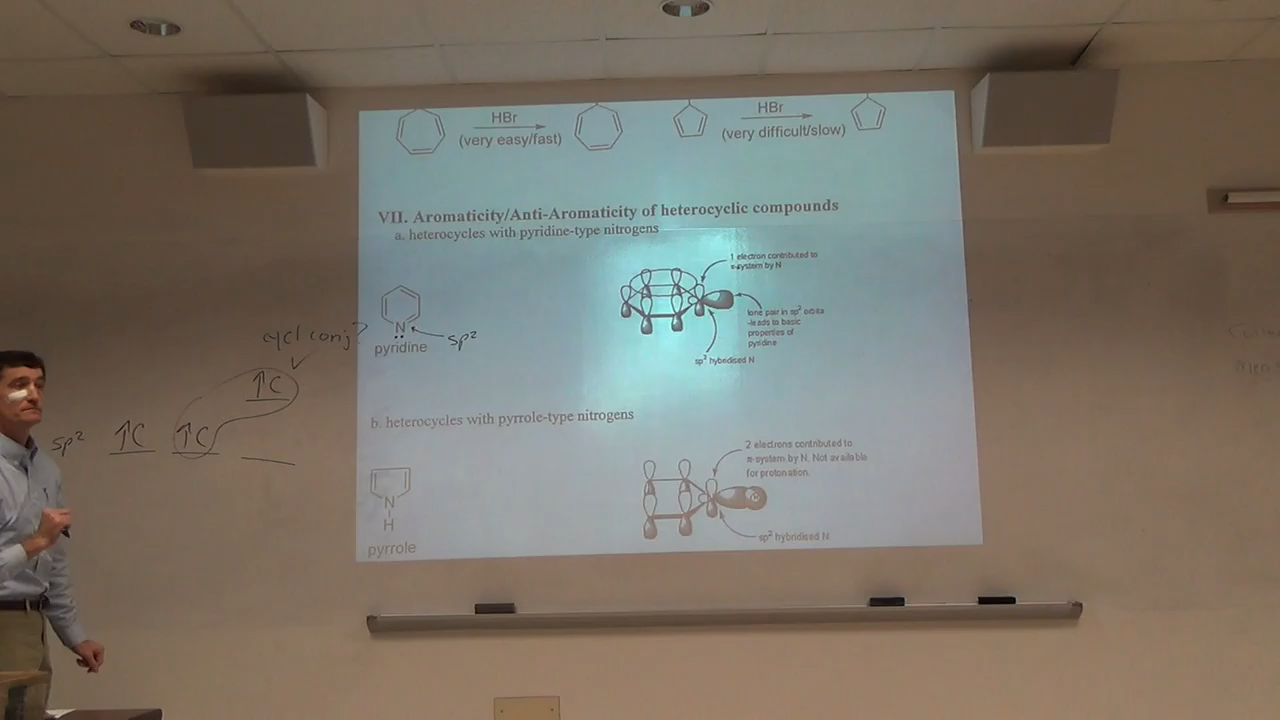 HBr
(very easy/fast)
HBr
(very difficult/slow)
VII. Aromaticity/Anti-Aromaticity of heterocyclic compounds
a. heterocycles with pyridine-type nitrogens
1 electron contributed to
π-system by N
N
pyridine
sp²
lone pair in sp² orbita
-leads to basic
properties of
pyridine
sp² hybridised N
cycl conj?
↑C
sp² ↑C ↑C
b. heterocycles with pyrrole-type nitrogens
2 electrons contributed to
π-system by N. Not available
for protonation.
N
H
pyrrole
sp² hybridised N